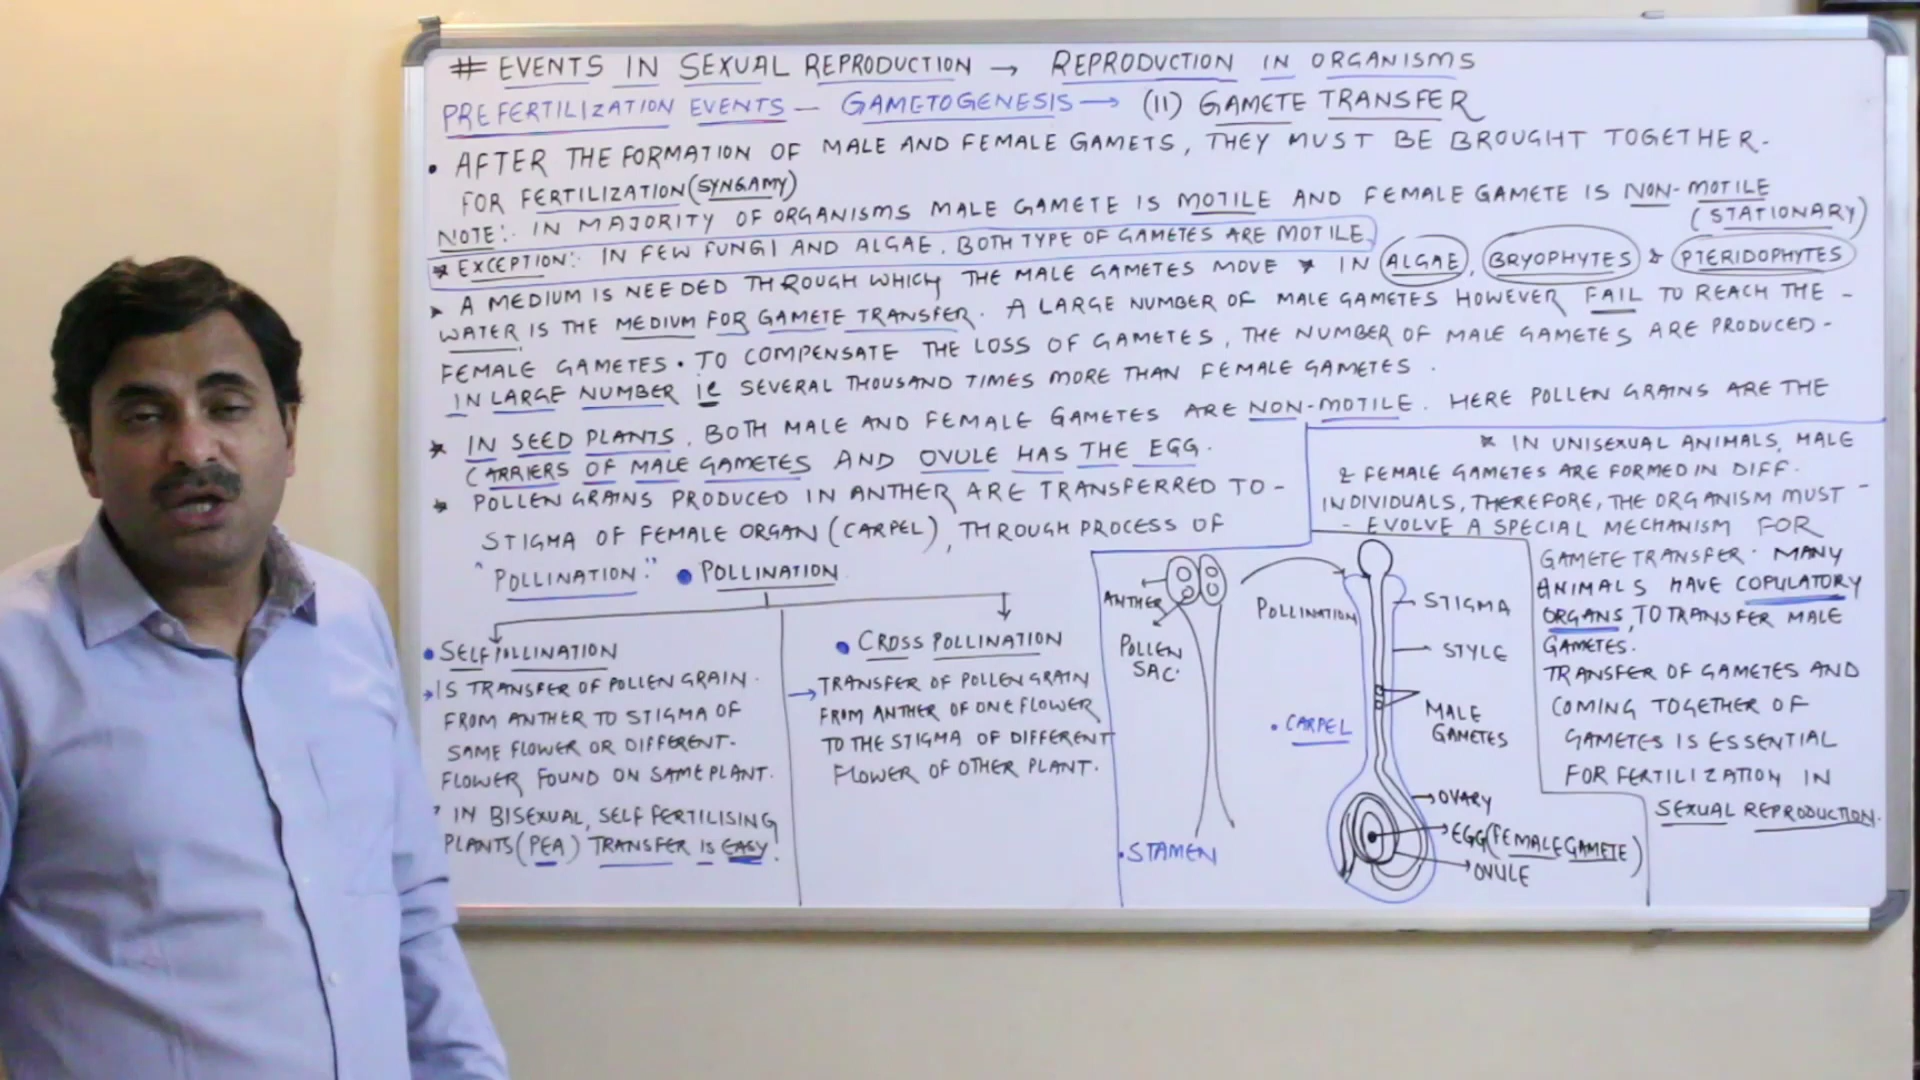 # EVENTS IN SEXUAL REPRODUCTION → REPRODUCTION IN ORGANISMS
PREFERTILIZATION EVENTS — GAMETOGENESIS → (II) GAMETE TRANSFER
• AFTER THE FORMATION OF MALE AND FEMALE GAMETS, THEY MUST BE BROUGHT TOGETHER.
FOR FERTILIZATION (SYNGAMY)
NOTE:. IN MAJORITY OF ORGANISMS MALE GAMETE IS MOTILE AND FEMALE GAMETE IS NON-MOTILE
(STATIONARY)
* EXCEPTION:. IN FEW FUNGI AND ALGAE, BOTH TYPE OF GAMETES ARE MOTILE.
➤ A MEDIUM IS NEEDED THROUGH WHICH THE MALE GAMETES MOVE * IN ALGAE, BRYOPHYTES & PTERIDOPHYTES
WATER IS THE MEDIUM FOR GAMETE TRANSFER. A LARGE NUMBER OF MALE GAMETES HOWEVER FAIL TO REACH THE -
FEMALE GAMETES. TO COMPENSATE THE LOSS OF GAMETES, THE NUMBER OF MALE GAMETES ARE PRODUCED -
IN LARGE NUMBER ie SEVERAL THOUSAND TIMES MORE THAN FEMALE GAMETES.
* IN SEED PLANTS, BOTH MALE AND FEMALE GAMETES ARE NON-MOTILE. HERE POLLEN GRAINS ARE THE
CARRIERS OF MALE GAMETES AND OVULE HAS THE EGG.
* POLLEN GRAINS PRODUCED IN ANTHER ARE TRANSFERRED TO -
STIGMA OF FEMALE ORGAN (CARPEL), THROUGH PROCESS OF
"POLLINATION." • POLLINATION
• SELF POLLINATION
→ IS TRANSFER OF POLLEN GRAIN.
FROM ANTHER TO STIGMA OF
SAME FLOWER OR DIFFERENT-
FLOWER FOUND ON SAME PLANT.
* IN BISEXUAL, SELF FERTILISING
PLANTS (PEA) TRANSFER IS EASY!
• CROSS POLLINATION
→ TRANSFER OF POLLEN GRAIN
FROM ANTHER OF ONE FLOWER
TO THE STIGMA OF DIFFERENT
FLOWER OF OTHER PLANT.
ANTHER
POLLEN
SAC.
• STAMEN
POLLINATION
• CARPEL
STIGMA
STYLE
MALE
GAMETES
OVARY
EGG (FEMALE GAMETE)
OVULE
* IN UNISEXUAL ANIMALS, MALE
& FEMALE GAMETES ARE FORMED IN DIFF.
INDIVIDUALS, THEREFORE, THE ORGANISM MUST -
- EVOLVE A SPECIAL MECHANISM FOR
GAMETE TRANSFER. MANY
ANIMALS HAVE COPULATORY
ORGANS, TO TRANSFER MALE
GAMETES.
TRANSFER OF GAMETES AND
COMING TOGETHER OF
GAMETES IS ESSENTIAL
FOR FERTILIZATION IN
SEXUAL REPRODUCTION.